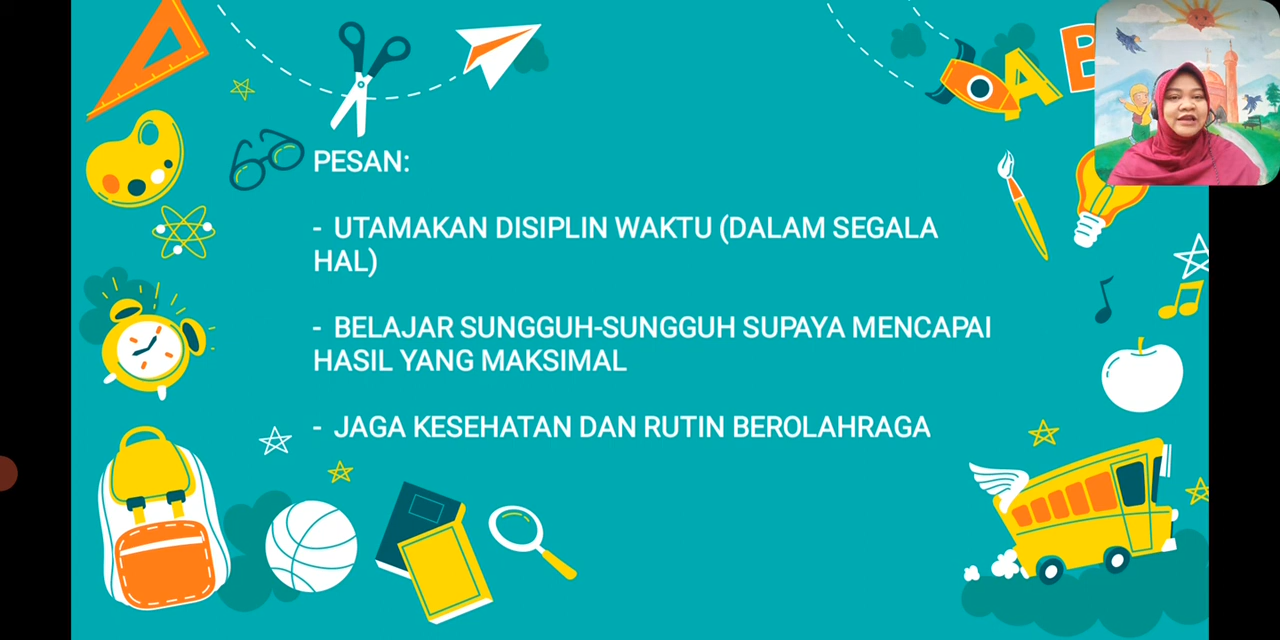 A B
PESAN:
- UTAMAKAN DISIPLIN WAKTU (DALAM SEGALA
HAL)
- BELAJAR SUNGGUH-SUNGGUH SUPAYA MENCAPAI
HASIL YANG MAKSIMAL
- JAGA KESEHATAN DAN RUTIN BEROLAHRAGA